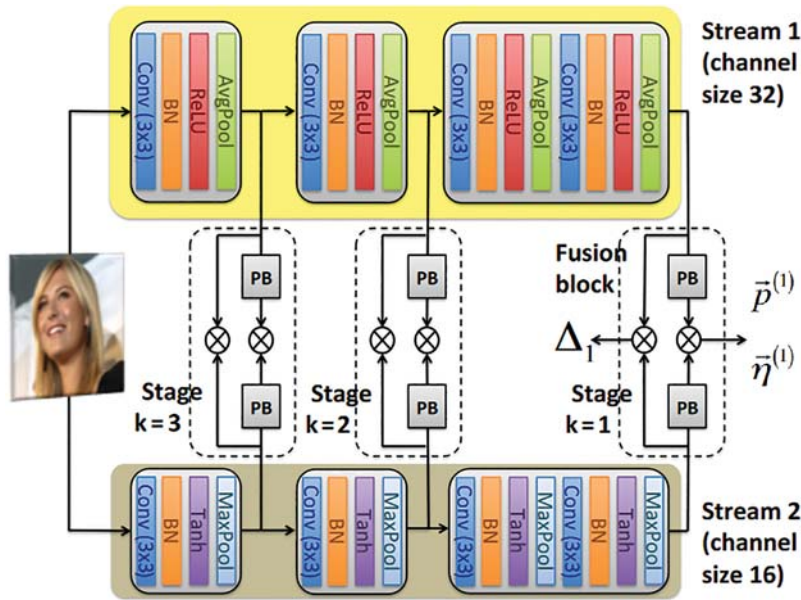 Conv (3x3)
BN
ReLU
AvgPool
Conv (3x3)
BN
ReLU
AvgPool
Conv (3x3)
BN
ReLU
AvgPool
Conv (3x3)
BN
ReLU
AvgPool
Stream 1
(channel
size 32)
PB
PB
Fusion
block
PB
p⃗⁽¹⁾
Δ₁
η⃗⁽¹⁾
Stage
k = 3
PB
Stage
k=2
PB
Stage
k=1
PB
Conv (3x3)
BN
Tanh
MaxPool
Conv (3x3)
BN
Tanh
MaxPool
Conv (3x3)
BN
Tanh
MaxPool
Conv (3x3)
BN
Tanh
MaxPool
Stream 2
(channel
size 16)